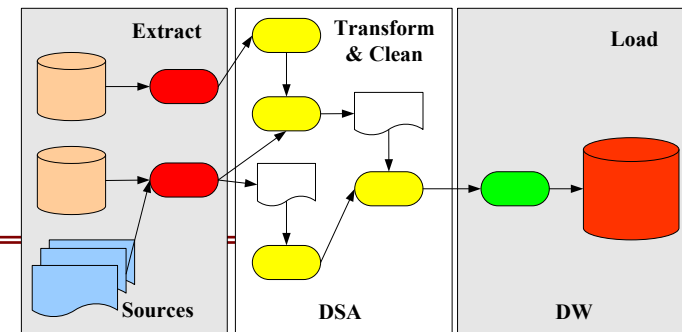 Extract
Transform
& Clean
Load
Sources
DSA
DW